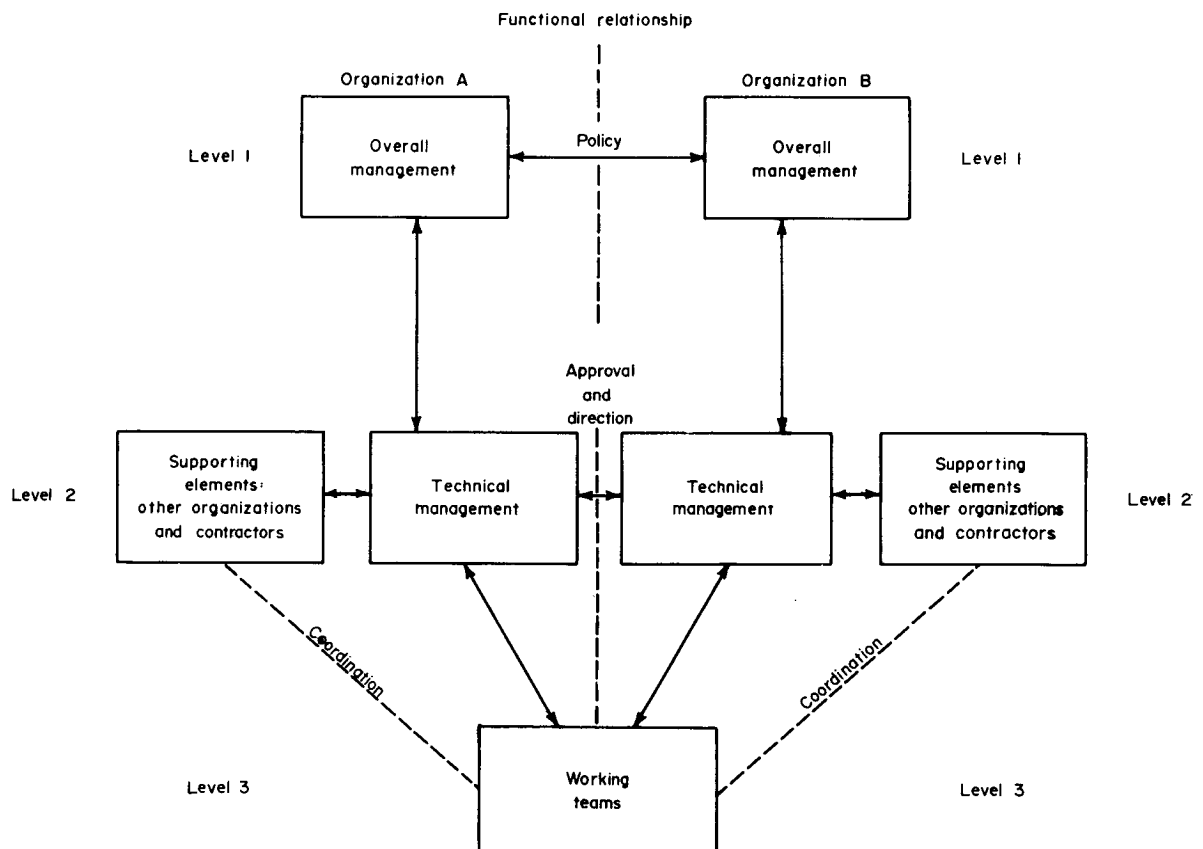 Functional relationship
Organization A
Organization B
Level 1
Overall
management
Policy
Overall
management
Level 1
Approval
and
direction
Level 2
Supporting
elements:
other organizations
and contractors
Technical
management
Technical
management
Supporting
elements
other organizations
and contractors
Level 2
Coordination
Coordination
Level 3
Working
teams
Level 3